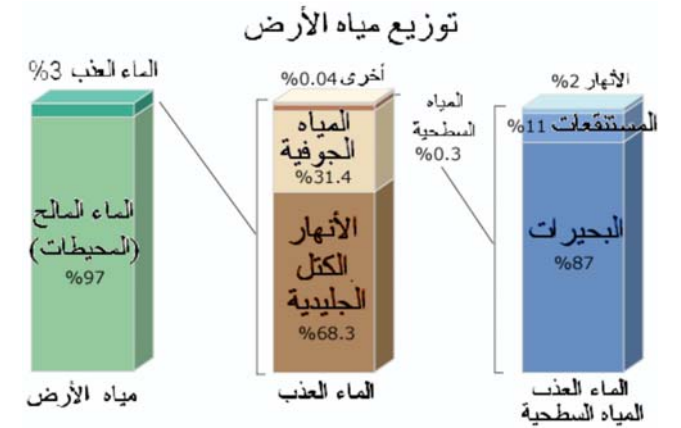 توزيع مياه الأرض
الماء العذب 3%
الماء المالح
(المحيطات)
%97
مياه الأرض
أخرى 0.04%
المياه
الجوفية
%31.4
الأنهار
الكتل
الجليدية
%68.3
الماء العذب
المياه
السطحية
%0.3
الأنهار 2%
المستنقعات 11%
البحيرات
%87
الماء العذب
المياه السطحية